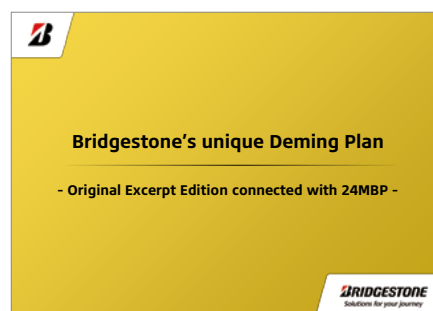 Bridgestone's unique Deming Plan
- Original Excerpt Edition connected with 24MBP -
BRIDGESTONE
Solutions for your journey